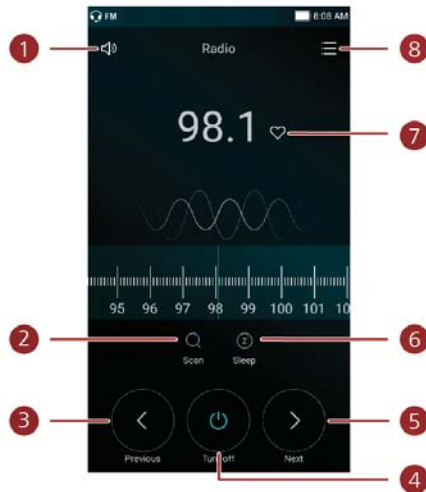 FM 8:08 AM
1 Radio 8
98.1 7
95 96 97 98 99 100 101 10
2 6
Scan Sleep
3 5
Previous Turn off Next
4